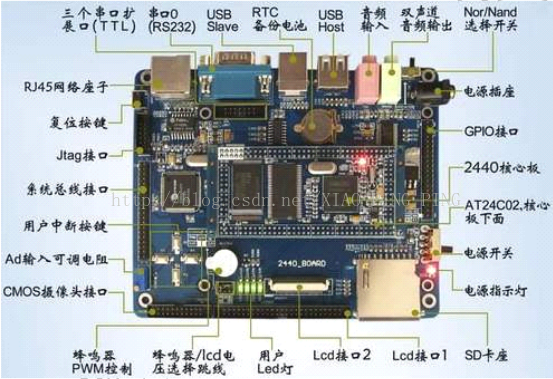 三个串口扩
展口(TTL)
串口0
(RS232)
USB
Slave
RTC
备份电池
USB
Host
音频
输入
双声道
音频输出
Nor/Nand
选择开关
RJ45网络座子
复位按键
Jtag接口
系统总线接口
用户中断按键
Ad输入可调电阻
CMOS摄像头接口
电源插座
GPIO接口
2440核心板
AT24C02,核心
板下面
电源开关
电源指示灯
2440_BOARD
蜂鸣器
PWM控制
蜂鸣器/lcd电
压选择跳线
用户
Led灯
Lcd接口2
Lcd接口1
SD卡座